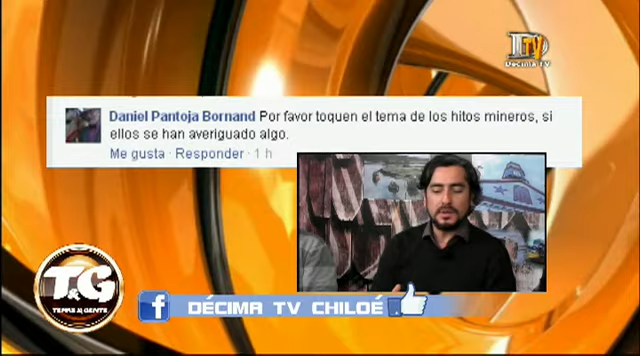 DTV
Décima TV
Daniel Pantoja Bornand Por favor toquen el tema de los hitos mineros, si
ellos se han averiguado algo.
Me gusta · Responder · 1 h
T&G
TEMAS & GENTE
f DÉCIMA TV CHILOÉ